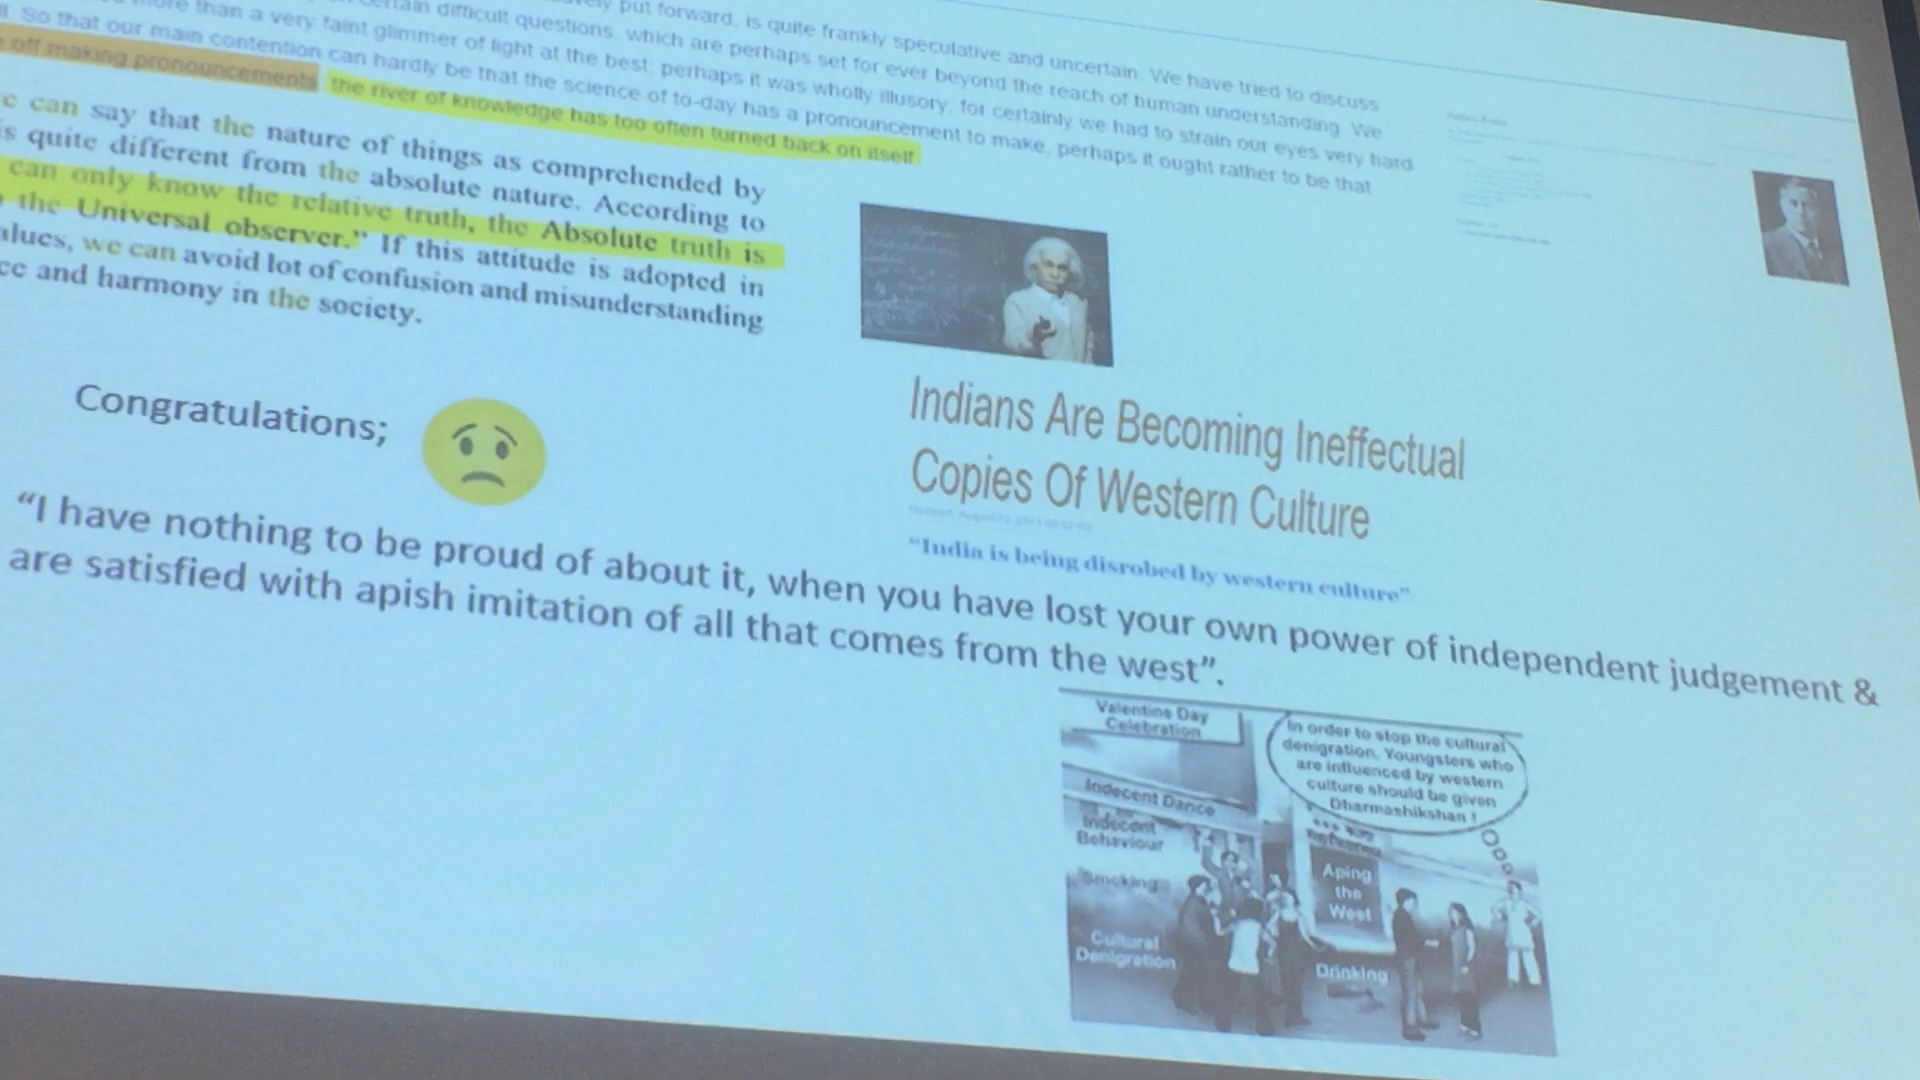 put forward, is quite frankly speculative and uncertain. We have tried to discuss
certain difficult questions, which are perhaps set for ever beyond the reach of human understanding. We
more than a very faint glimmer of light at the best; perhaps it was wholly illusory, for certainly we had to strain our eyes very hard
So that our main contention can hardly be that the science of to-day has a pronouncement to make, perhaps it ought rather to be that
off making pronouncements the river of knowledge has too often turned back on itself
can say that the nature of things as comprehended by
is quite different from the absolute nature. According to
can only know the relative truth, the Absolute truth is
the Universal observer.” If this attitude is adopted in
we can avoid lot of confusion and misunderstanding
and harmony in the society.
Congratulations;
Indians Are Becoming Ineffectual
Copies Of Western Culture
“India is being disrobed by western culture”
“I have nothing to be proud of about it, when you have lost your own power of independent judgement &
are satisfied with apish imitation of all that comes from the west”.
Valentine Day
Celebration
In order to stop the cultural
denigration, Youngsters who
are influenced by western
culture should be given
Dharmashikshan !
Indecent Dance
Indecent
Behaviour
Smoking
Aping
the
West
Cultural
Denigration
Drinking